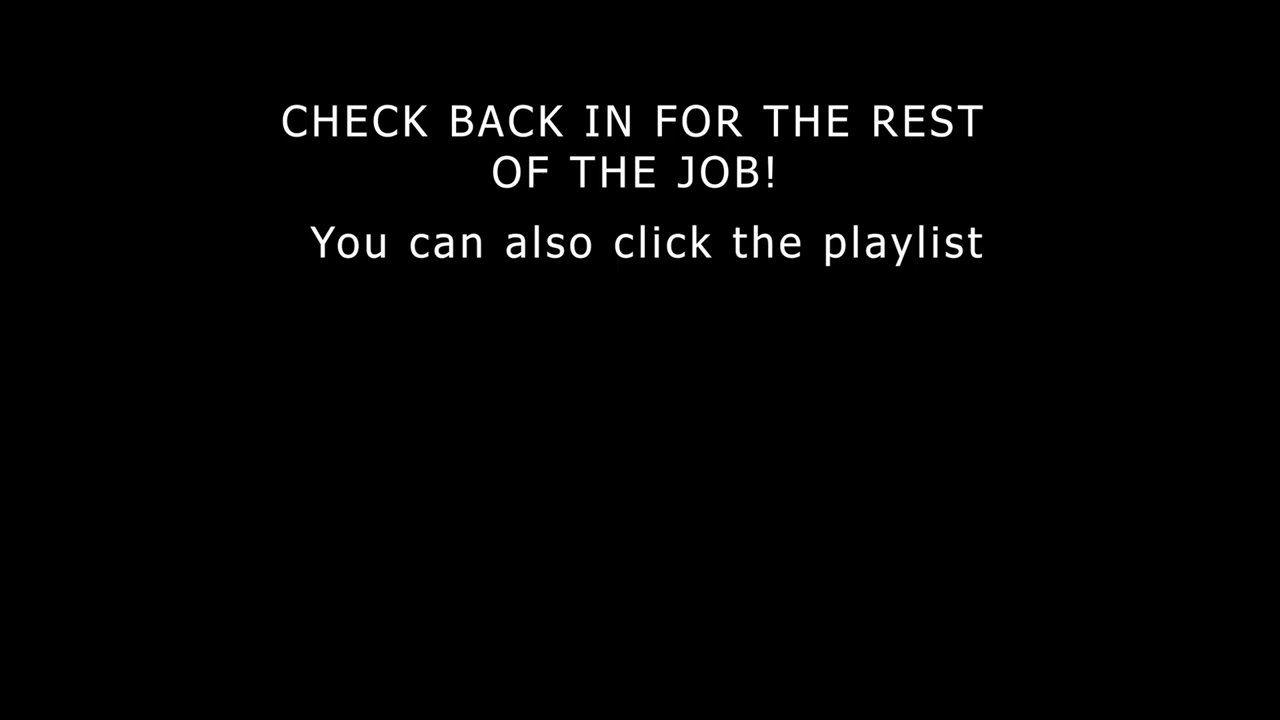 CHECK BACK IN FOR THE REST
OF THE JOB!
You can also click the playlist